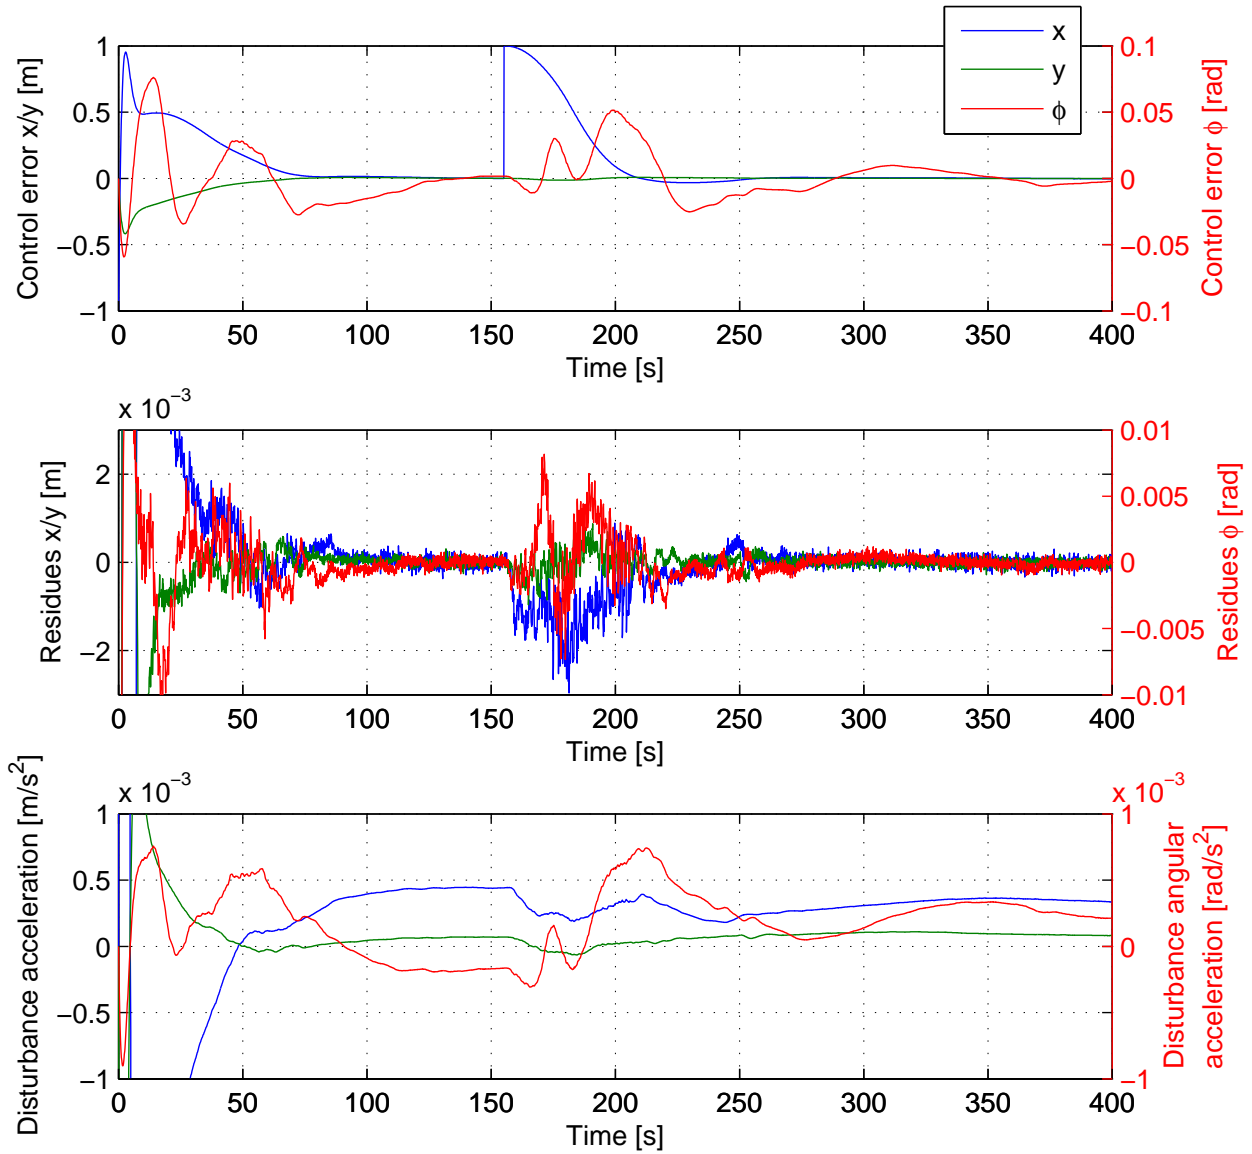 x
y
ϕ
1
0.5
0
−0.5
−1
0.1
0.05
0
−0.05
−0.1
0 50 100 150 200 250 300 350 400
Control error x/y [m]
Control error ϕ [rad]
Time [s]
x 10⁻³
2
0
−2
0.01
0.005
0
−0.005
−0.01
0 50 100 150 200 250 300 350 400
Residues x/y [m]
Residues ϕ [rad]
Time [s]
x 10⁻³
x 10⁻³
1
0.5
0
−0.5
−1
1
0.5
0
−0.5
−1
0 50 100 150 200 250 300 350 400
Disturbance acceleration [m/s²]
Disturbance angular
acceleration [rad/s²]
Time [s]